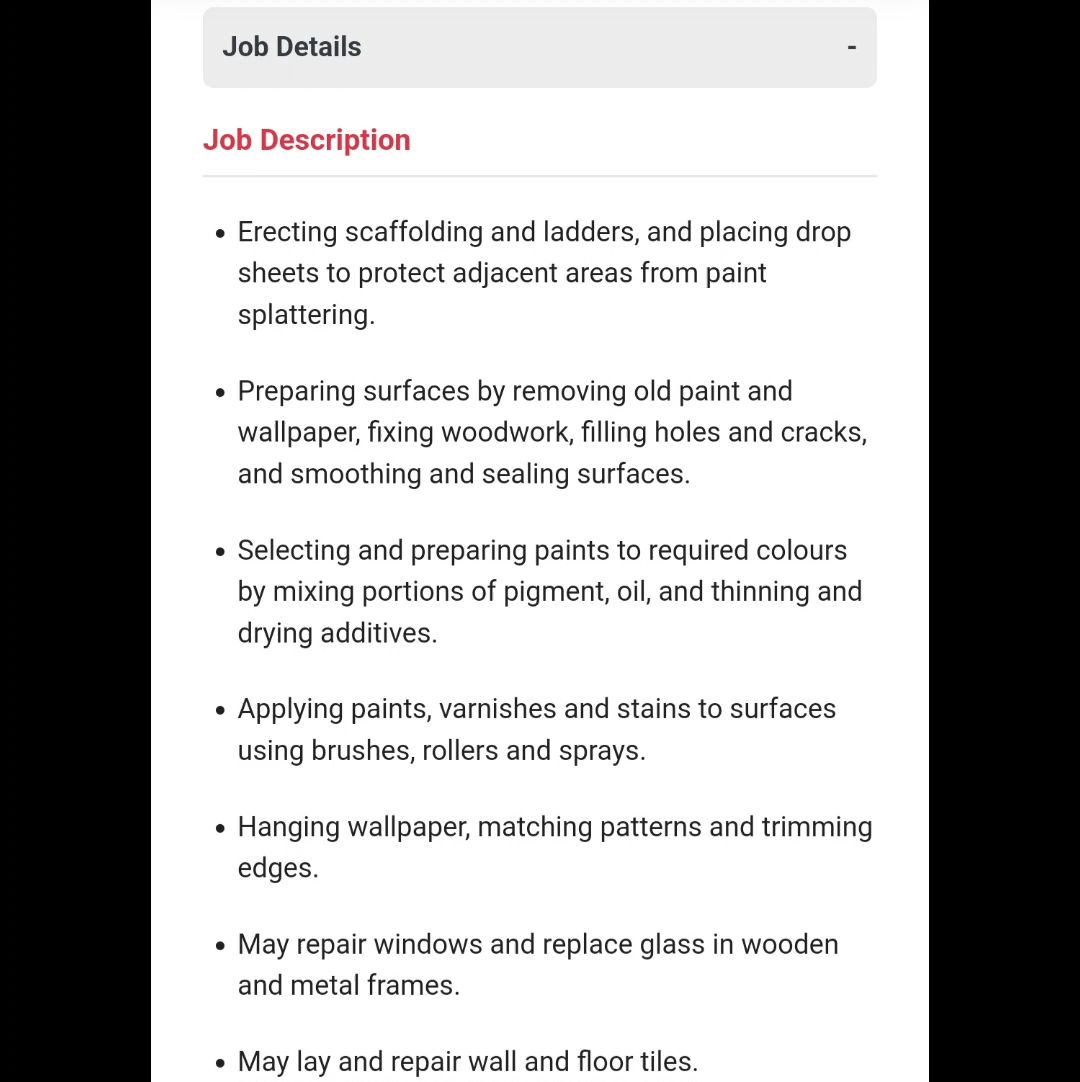 Job Details -
Job Description
• Erecting scaffolding and ladders, and placing drop
sheets to protect adjacent areas from paint
splattering.
• Preparing surfaces by removing old paint and
wallpaper, fixing woodwork, filling holes and cracks,
and smoothing and sealing surfaces.
• Selecting and preparing paints to required colours
by mixing portions of pigment, oil, and thinning and
drying additives.
• Applying paints, varnishes and stains to surfaces
using brushes, rollers and sprays.
• Hanging wallpaper, matching patterns and trimming
edges.
• May repair windows and replace glass in wooden
and metal frames.
• May lay and repair wall and floor tiles.